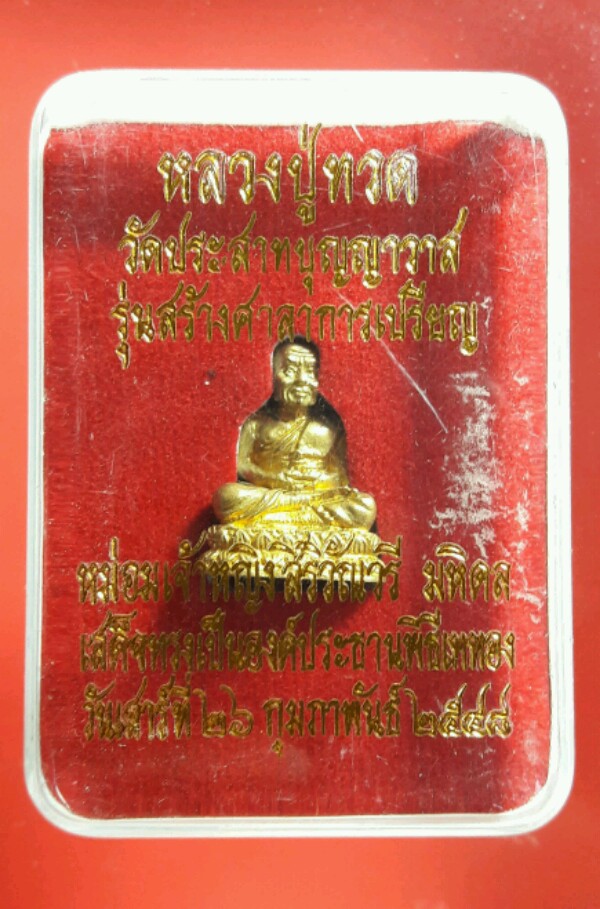 หลวงปู่ทวด
วัดประสาทบุญญาวาส
รุ่นสร้างศาลาการเปรียญ
หม่อมเจ้าหญิงสิริวัณวรี มหิดล
เสด็จทรงเป็นองค์ประธานพิธีเททอง
วันเสาร์ที่ ๒๖ กุมภาพันธ์ ๒๕๔๘